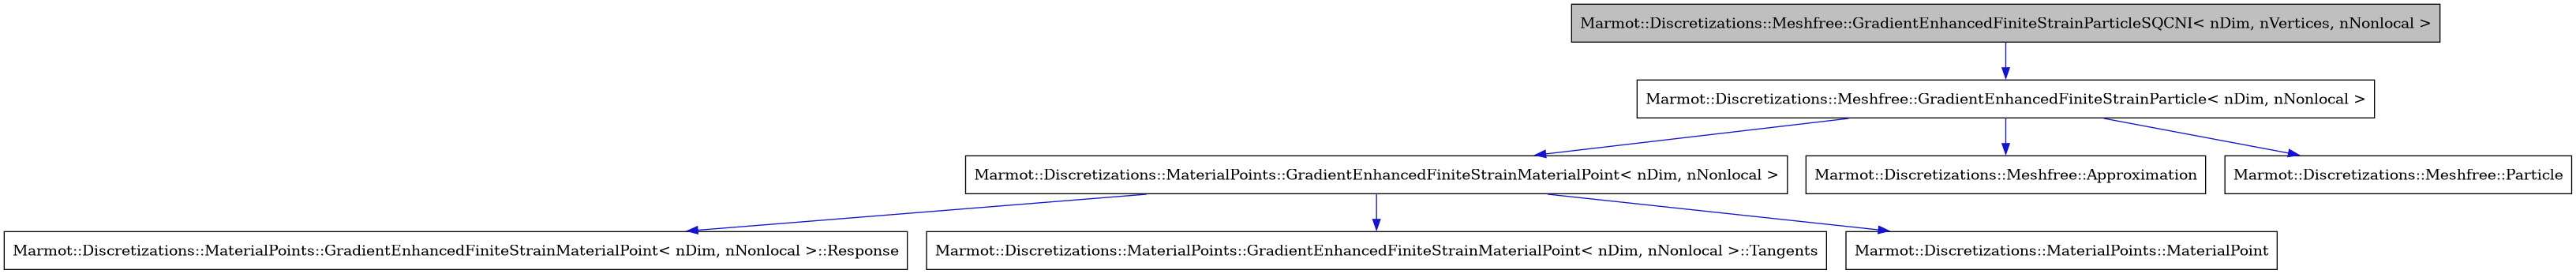 Marmot::Discretizations::Meshfree::GradientEnhancedFiniteStrainParticleSQCNI< nDim, nVertices, nNonlocal >
Marmot::Discretizations::Meshfree::GradientEnhancedFiniteStrainParticle< nDim, nNonlocal >
Marmot::Discretizations::MaterialPoints::GradientEnhancedFiniteStrainMaterialPoint< nDim, nNonlocal >
Marmot::Discretizations::Meshfree::Approximation
Marmot::Discretizations::Meshfree::Particle
Marmot::Discretizations::MaterialPoints::GradientEnhancedFiniteStrainMaterialPoint< nDim, nNonlocal >::Response
Marmot::Discretizations::MaterialPoints::GradientEnhancedFiniteStrainMaterialPoint< nDim, nNonlocal >::Tangents
Marmot::Discretizations::MaterialPoints::MaterialPoint